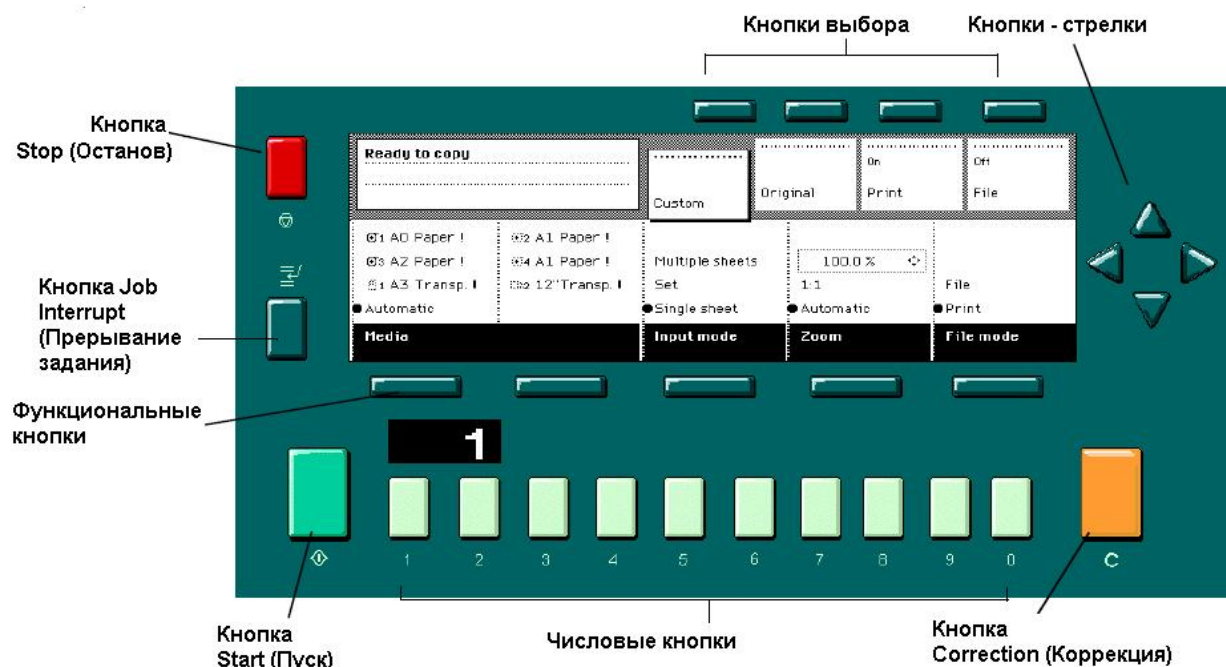 Кнопки выбора
Кнопки - стрелки
Кнопка
Stop (Останов)
Ready to copy
Custom
Original
On
Print
Off
File
1 A0 Paper !
2 A1 Paper !
3 A2 Paper !
4 A1 Paper !
1 A3 Transp. !
2 12"Transp. !
Automatic
Multiple sheets
Set
Single sheet
100.0 %
1:1
Automatic
File
Print
Media
Input mode
Zoom
File mode
Кнопка Job
Interrupt
(Прерывание
задания)
Функциональные
кнопки
1
1 2 3 4 5 6 7 8 9 0
C
Кнопка
Start (Пуск)
Числовые кнопки
Кнопка
Correction (Коррекция)